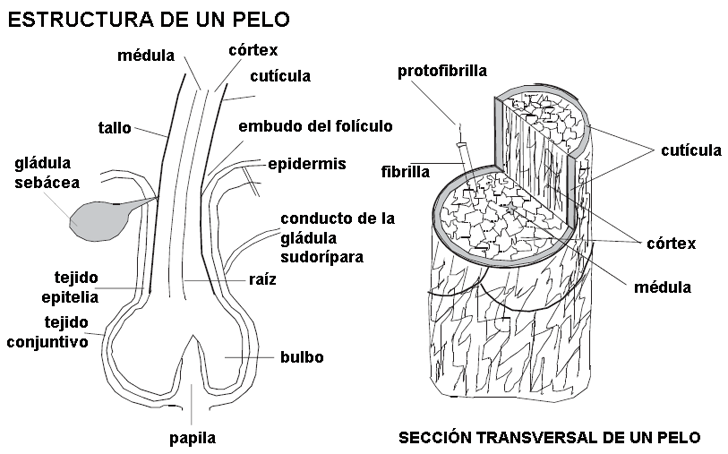 ESTRUCTURA DE UN PELO
médula
córtex
cutícula
tallo
embudo del folículo
gládula
sebácea
epidermis
conducto de la
gládula
sudorípara
tejido
epitelia
raíz
tejido
conjuntivo
bulbo
papila
protofibrilla
fibrilla
cutícula
córtex
médula
SECCIÓN TRANSVERSAL DE UN PELO